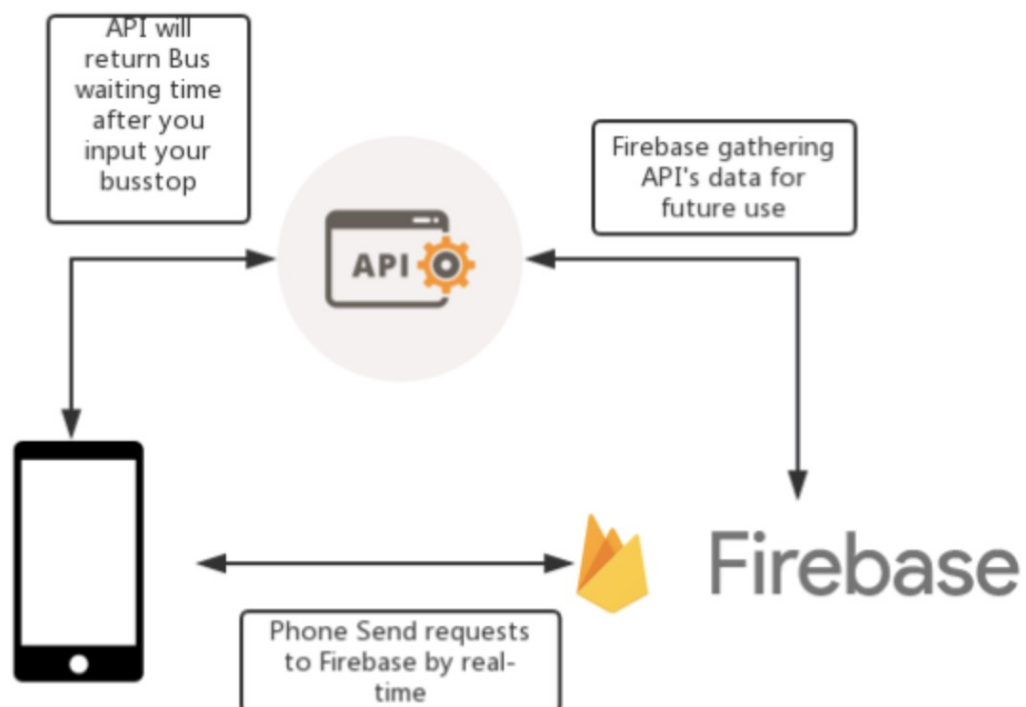 API will
return Bus
waiting time
after you
input your
busstop
Firebase gathering
API's data for
future use
API
Firebase
Phone Send requests
to Firebase by real-
time